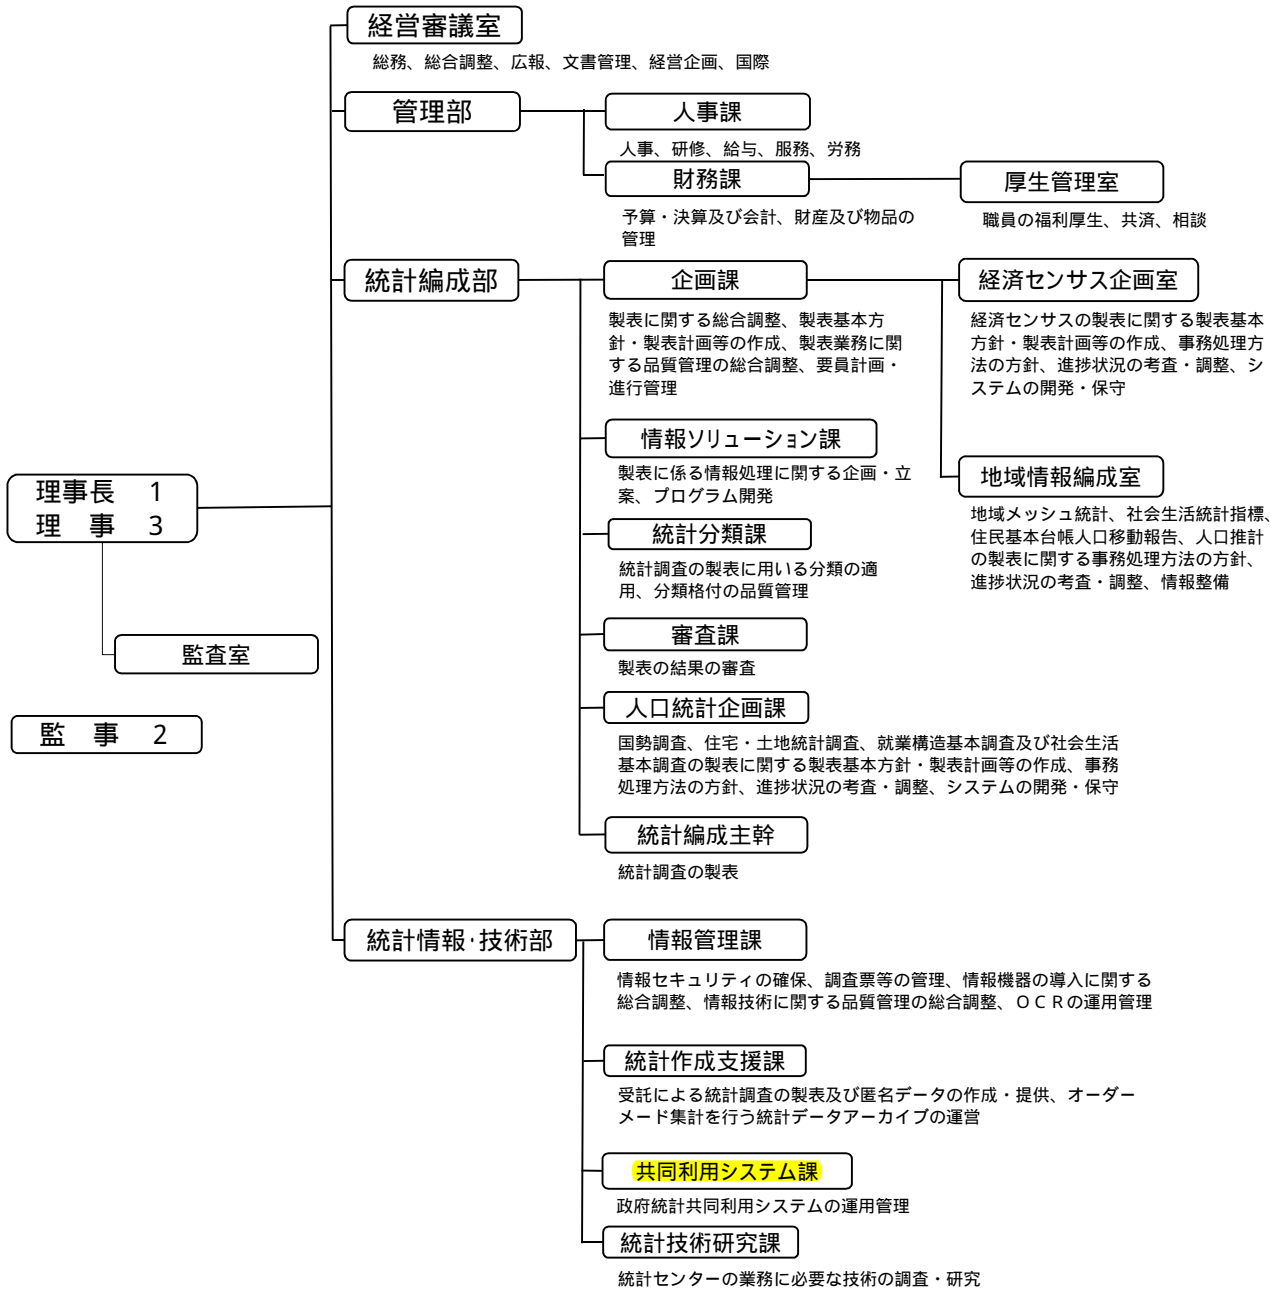 経営審議室
総務、総合調整、広報、文書管理、経営企画、国際
管理部
人事課
人事、研修、給与、服務、労務
財務課
予算・決算及び会計、財産及び物品の
管理
厚生管理室
職員の福利厚生、共済、相談
統計編成部
企画課
製表に関する総合調整、製表基本方
針・製表計画等の作成、製表業務に関
する品質管理の総合調整、要員計画・
進行管理
経済センサス企画室
経済センサスの製表に関する製表基本
方針・製表計画等の作成、事務処理方
法の方針、進捗状況の考査・調整、シ
ステムの開発・保守
情報ソリューション課
製表に係る情報処理に関する企画・立
案、プログラム開発
地域情報編成室
地域メッシュ統計、社会生活統計指標、
住民基本台帳人口移動報告、人口推計
の製表に関する事務処理方法の方針、
進捗状況の考査・調整、情報整備
理事長 1
理 事 3
統計分類課
統計調査の製表に用いる分類の適
用、分類格付の品質管理
監査室
審査課
製表の結果の審査
監 事 2
人口統計企画課
国勢調査、住宅・土地統計調査、就業構造基本調査及び社会生活
基本調査の製表に関する製表基本方針・製表計画等の作成、事務
処理方法の方針、進捗状況の考査・調整、システムの開発・保守
統計編成主幹
統計調査の製表
統計情報・技術部
情報管理課
情報セキュリティの確保、調査票等の管理、情報機器の導入に関する
総合調整、情報技術に関する品質管理の総合調整、ＯＣＲの運用管理
統計作成支援課
受託による統計調査の製表及び匿名データの作成・提供、オーダー
メード集計を行う統計データアーカイブの運営
共同利用システム課
政府統計共同利用システムの運用管理
統計技術研究課
統計センターの業務に必要な技術の調査・研究